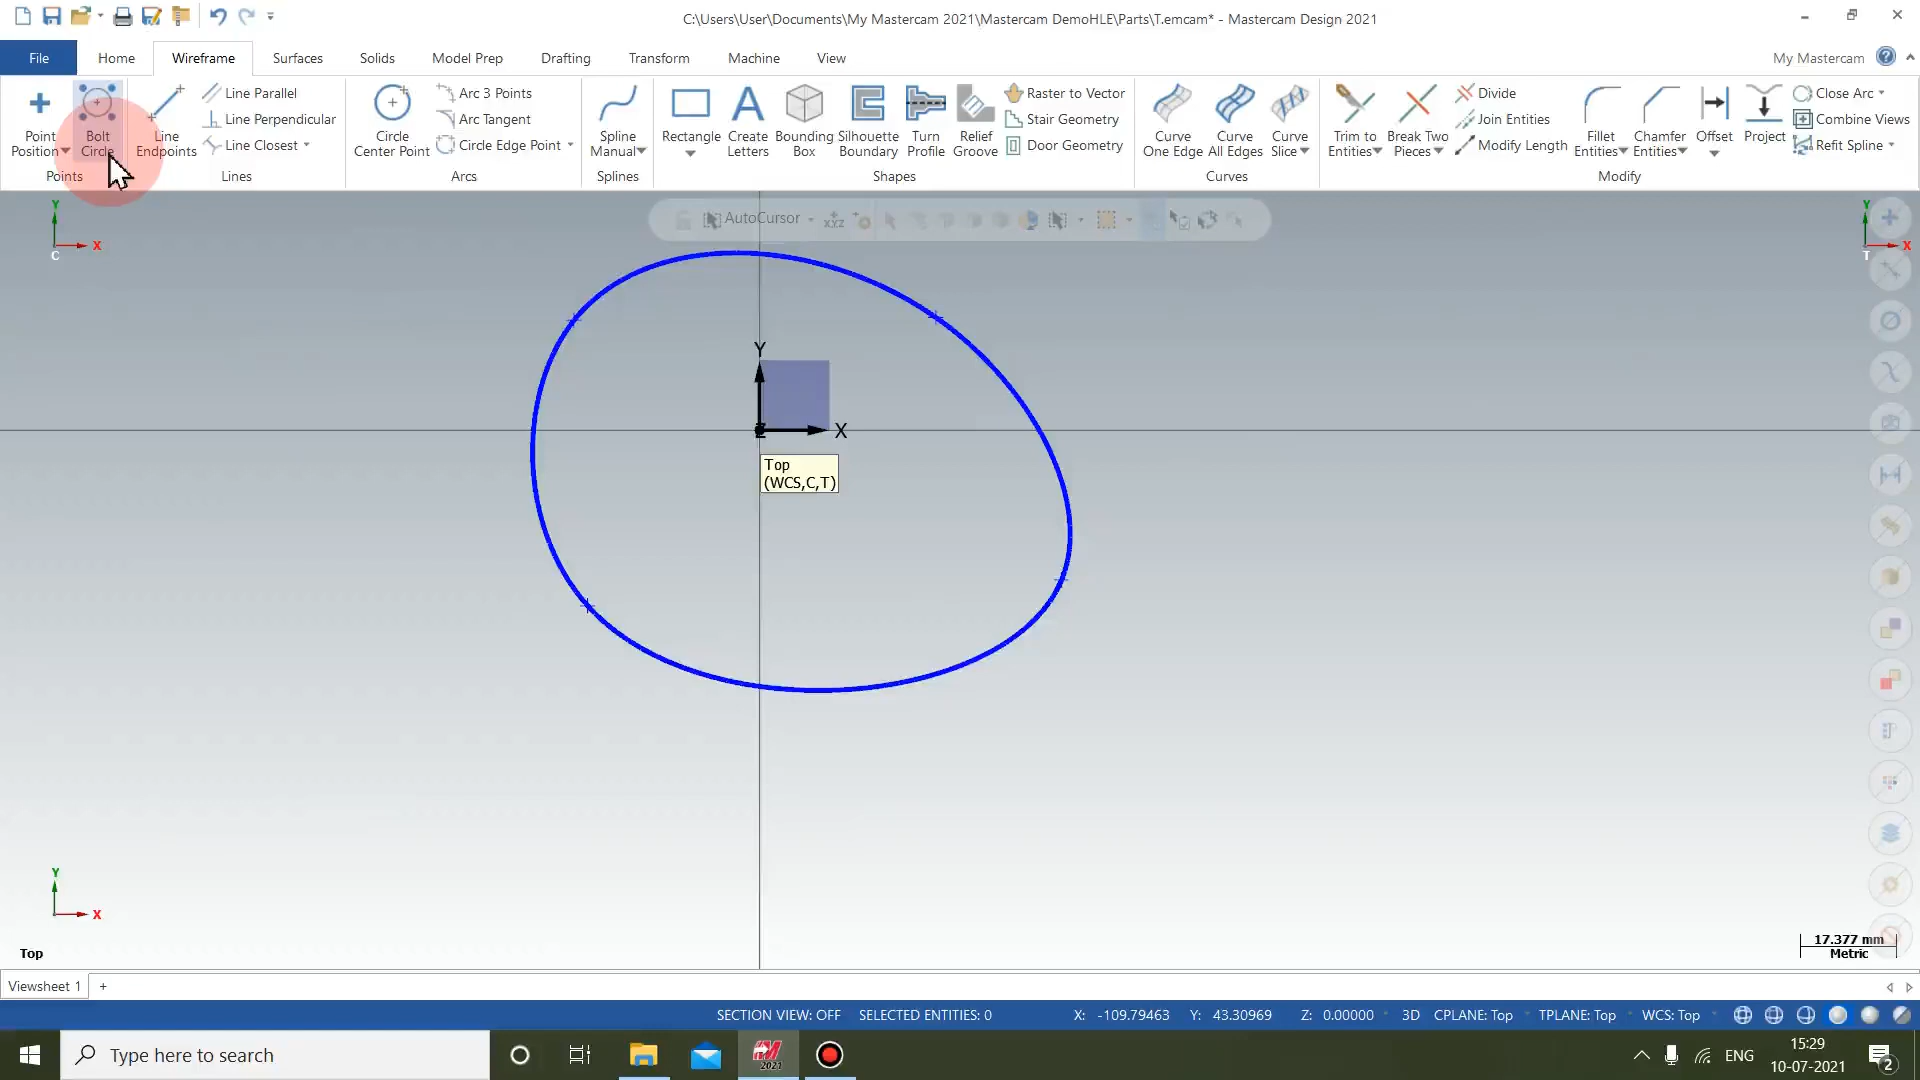 C:\Users\User\Documents\My Mastercam 2021\Mastercam DemoHLE\Parts\T.emcam* - Mastercam Design 2021
File Home Wireframe Surfaces Solids Model Prep Drafting Transform Machine View My Mastercam
Point
Position
Bolt
Circle
Points
Line
Endpoints
Line Parallel
Line Perpendicular
Line Closest
Lines
Circle
Center Point
Arc 3 Points
Arc Tangent
Circle Edge Point
Arcs
Spline
Manual
Splines
Rectangle
Create
Letters
Bounding
Box
Silhouette
Boundary
Turn
Profile
Relief
Groove
Raster to Vector
Stair Geometry
Door Geometry
Shapes
Curve
One Edge
Curve
All Edges
Curve
Slice
Curves
Trim to
Entities
Break Two
Pieces
Divide
Join Entities
Modify Length
Fillet
Entities
Chamfer
Entities
Offset
Project
Close Arc
Combine Views
Refit Spline
Modify
AutoCursor
Y
X
C
Y
X
T
Y
X
Z
Top
(WCS,C,T)
Y
X
Top
17.377 mm
Metric
Viewsheet 1 +
SECTION VIEW: OFF SELECTED ENTITIES: 0 X: -109.79463 Y: 43.30969 Z: 0.00000 3D CPLANE: Top TPLANE: Top WCS: Top
Type here to search
2021
ENG
15:29
10-07-2021
2